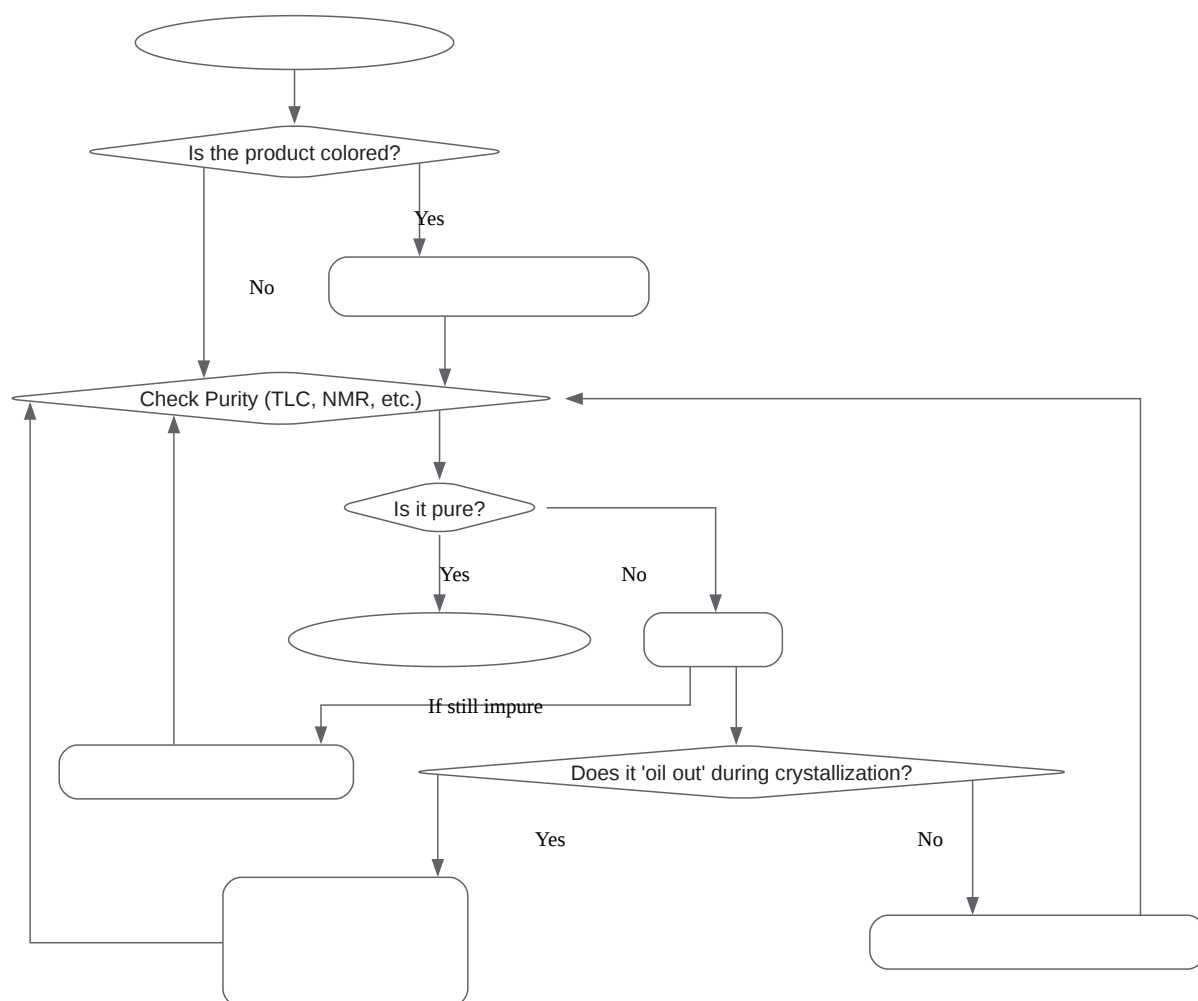 Is the product colored?
Yes
No
Check Purity (TLC, NMR, etc.)
Is it pure?
Yes
No
If still impure
Does it 'oil out' during crystallization?
Yes
No